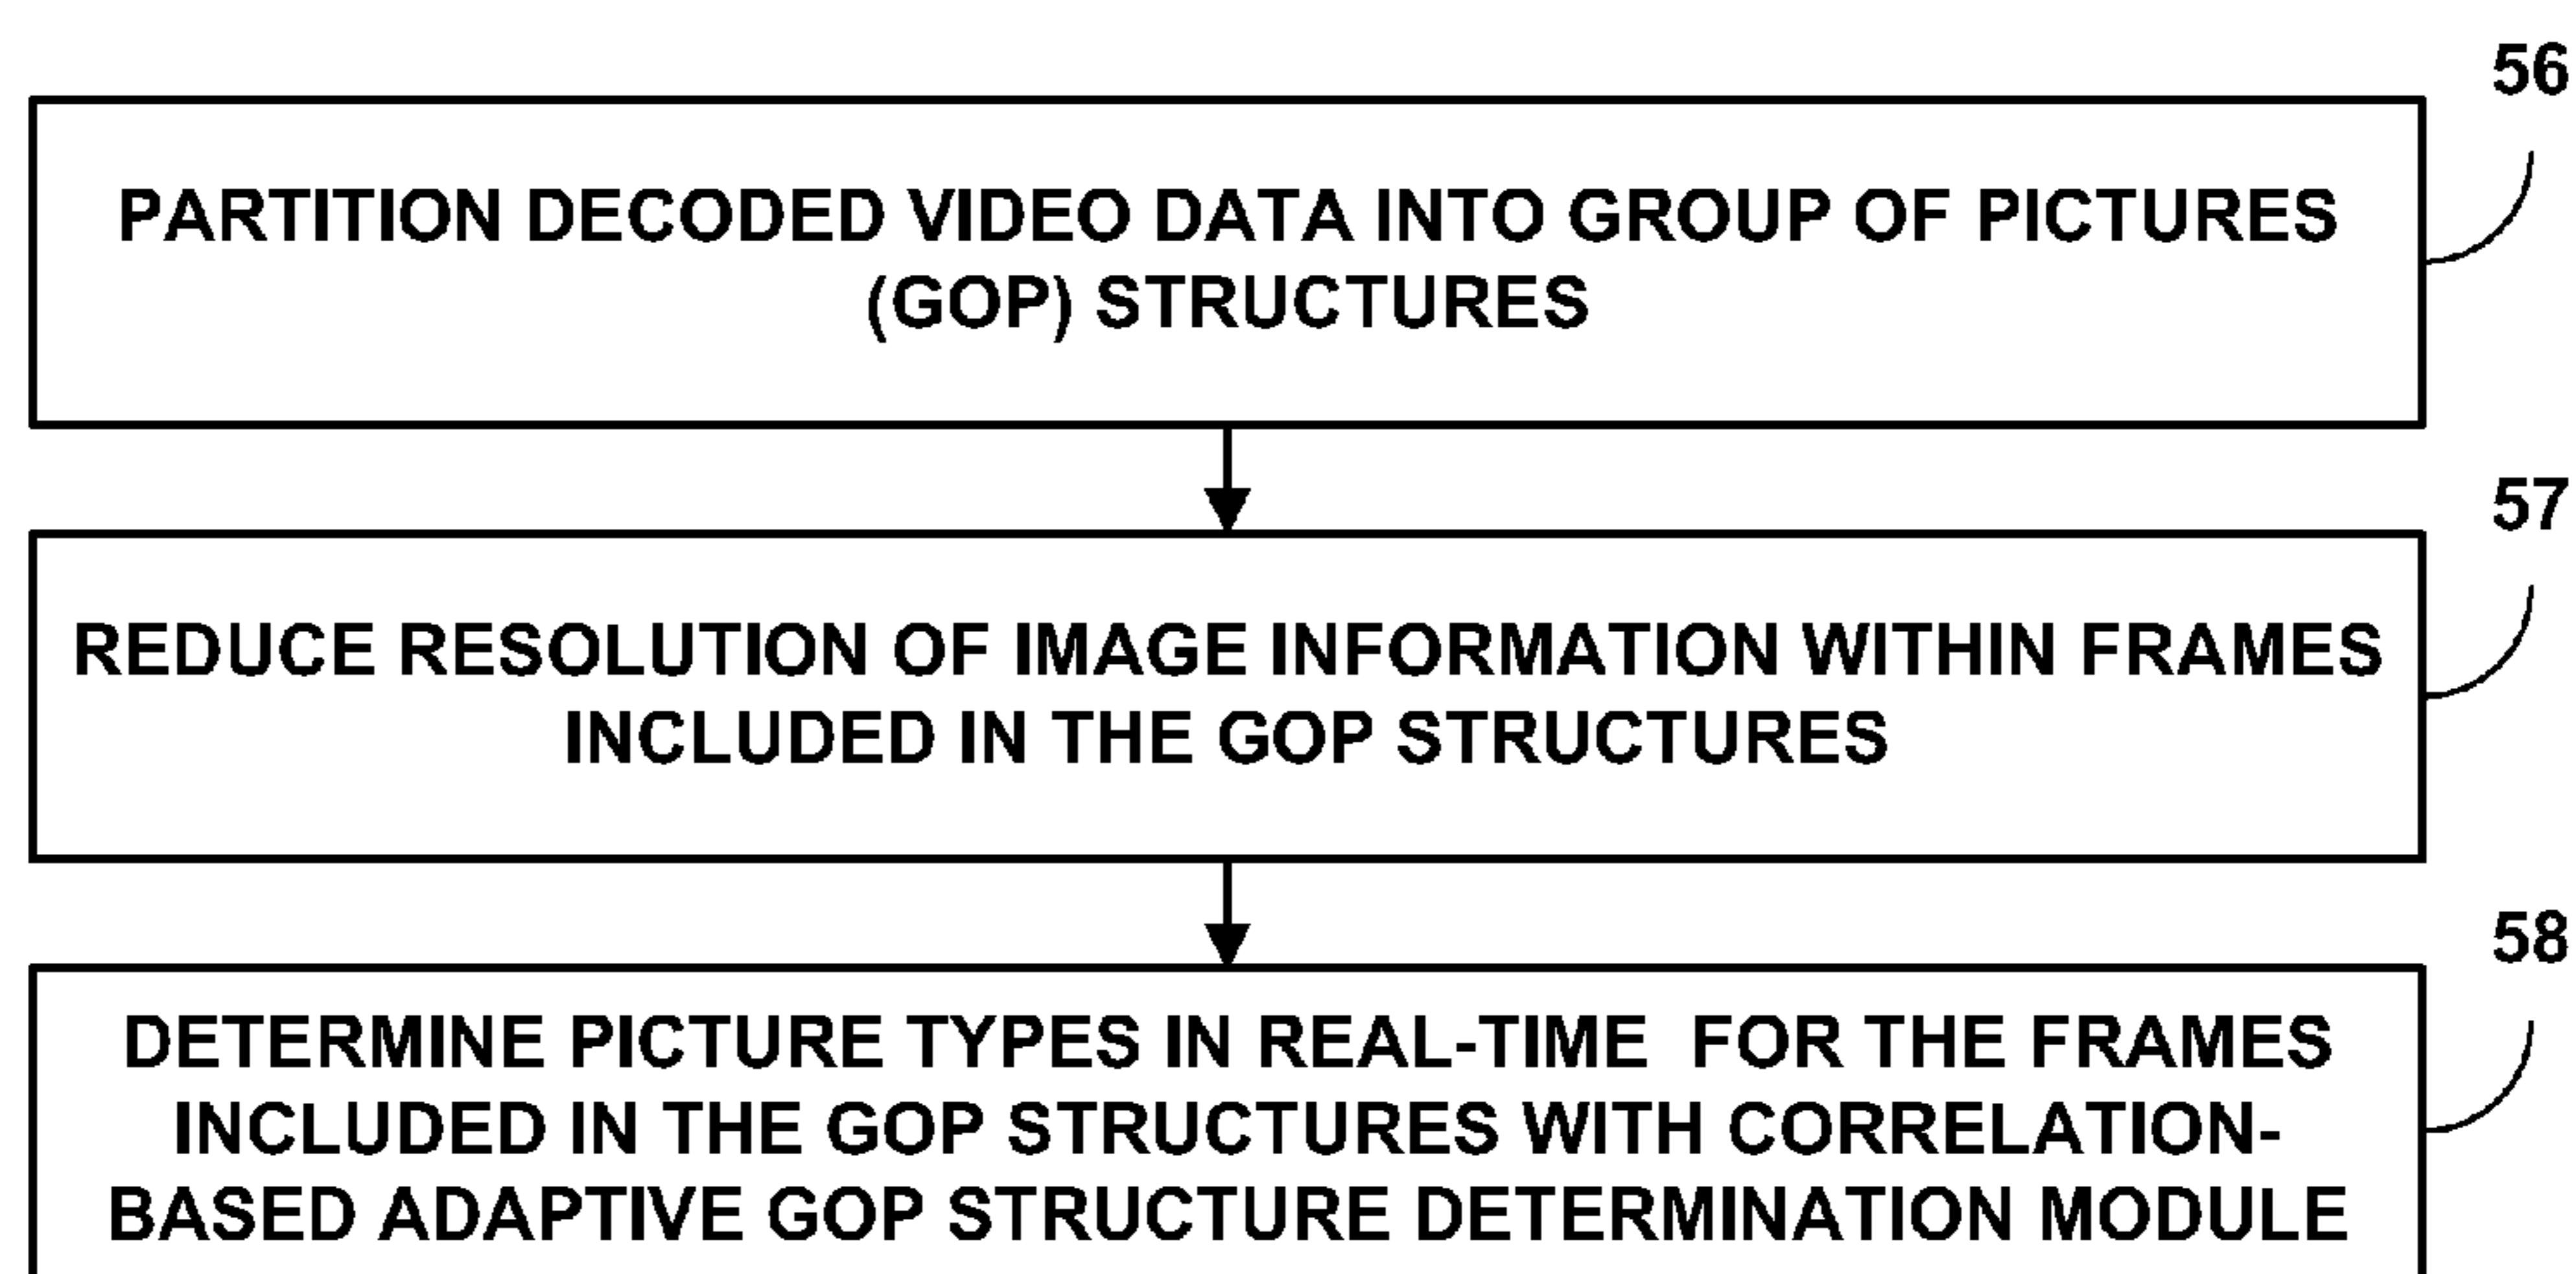 56
PARTITION DECODED VIDEO DATA INTO GROUP OF PICTURES
(GOP) STRUCTURES
57
REDUCE RESOLUTION OF IMAGE INFORMATION WITHIN FRAMES
INCLUDED IN THE GOP STRUCTURES
58
DETERMINE PICTURE TYPES IN REAL-TIME FOR THE FRAMES
INCLUDED IN THE GOP STRUCTURES WITH CORRELATION-
BASED ADAPTIVE GOP STRUCTURE DETERMINATION MODULE